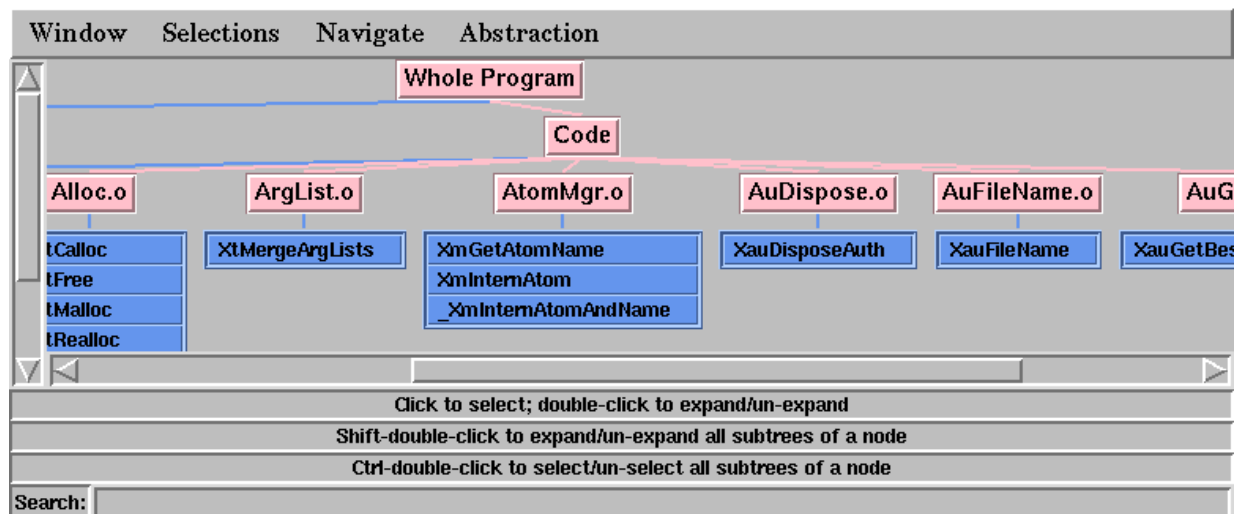 Window Selections Navigate Abstraction
Whole Program
Code
Alloc.o ArgList.o AtomMgr.o AuDispose.o AuFileName.o AuG
tCalloc XtMergeArgLists XmGetAtomName XauDisposeAuth XauFileName XauGetBes
tFree XmInternAtom
tMalloc _XmInternAtomAndName
tRealloc
Click to select; double-click to expand/un-expand
Shift-double-click to expand/un-expand all subtrees of a node
Ctrl-double-click to select/un-select all subtrees of a node
Search: